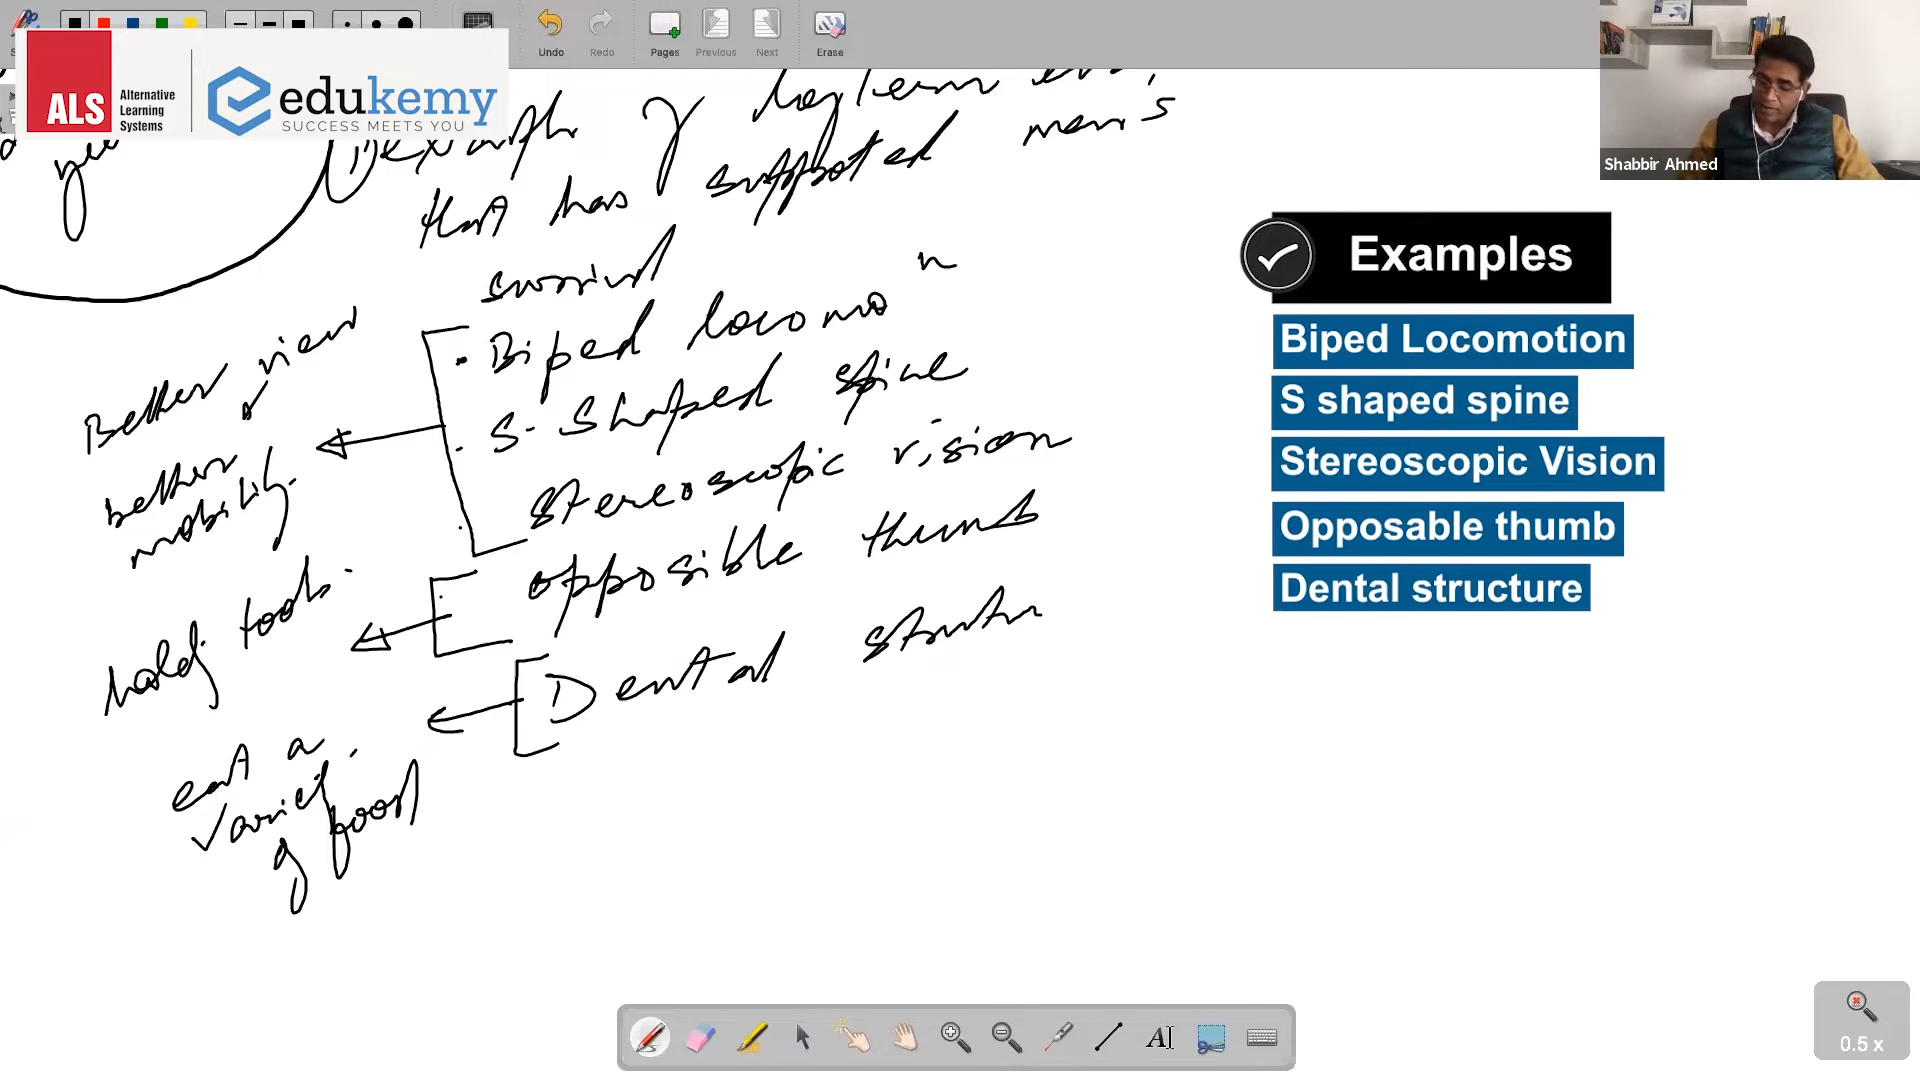 Undo
Redo
Pages
Previous
Next
Erase
ALS
Alternative
Learning
Systems
edukemy
SUCCESS MEETS YOU
Shabbir Ahmed
that has supported man's
survival
· Biped locomo n
· S-Shaped spine
Stereoscopic vision
opposible thumb
Dental
Better view
better
mobility
hold tools
eat a
variety
of food
Examples
Biped Locomotion
S shaped spine
Stereoscopic Vision
Opposable thumb
Dental structure
0.5 x